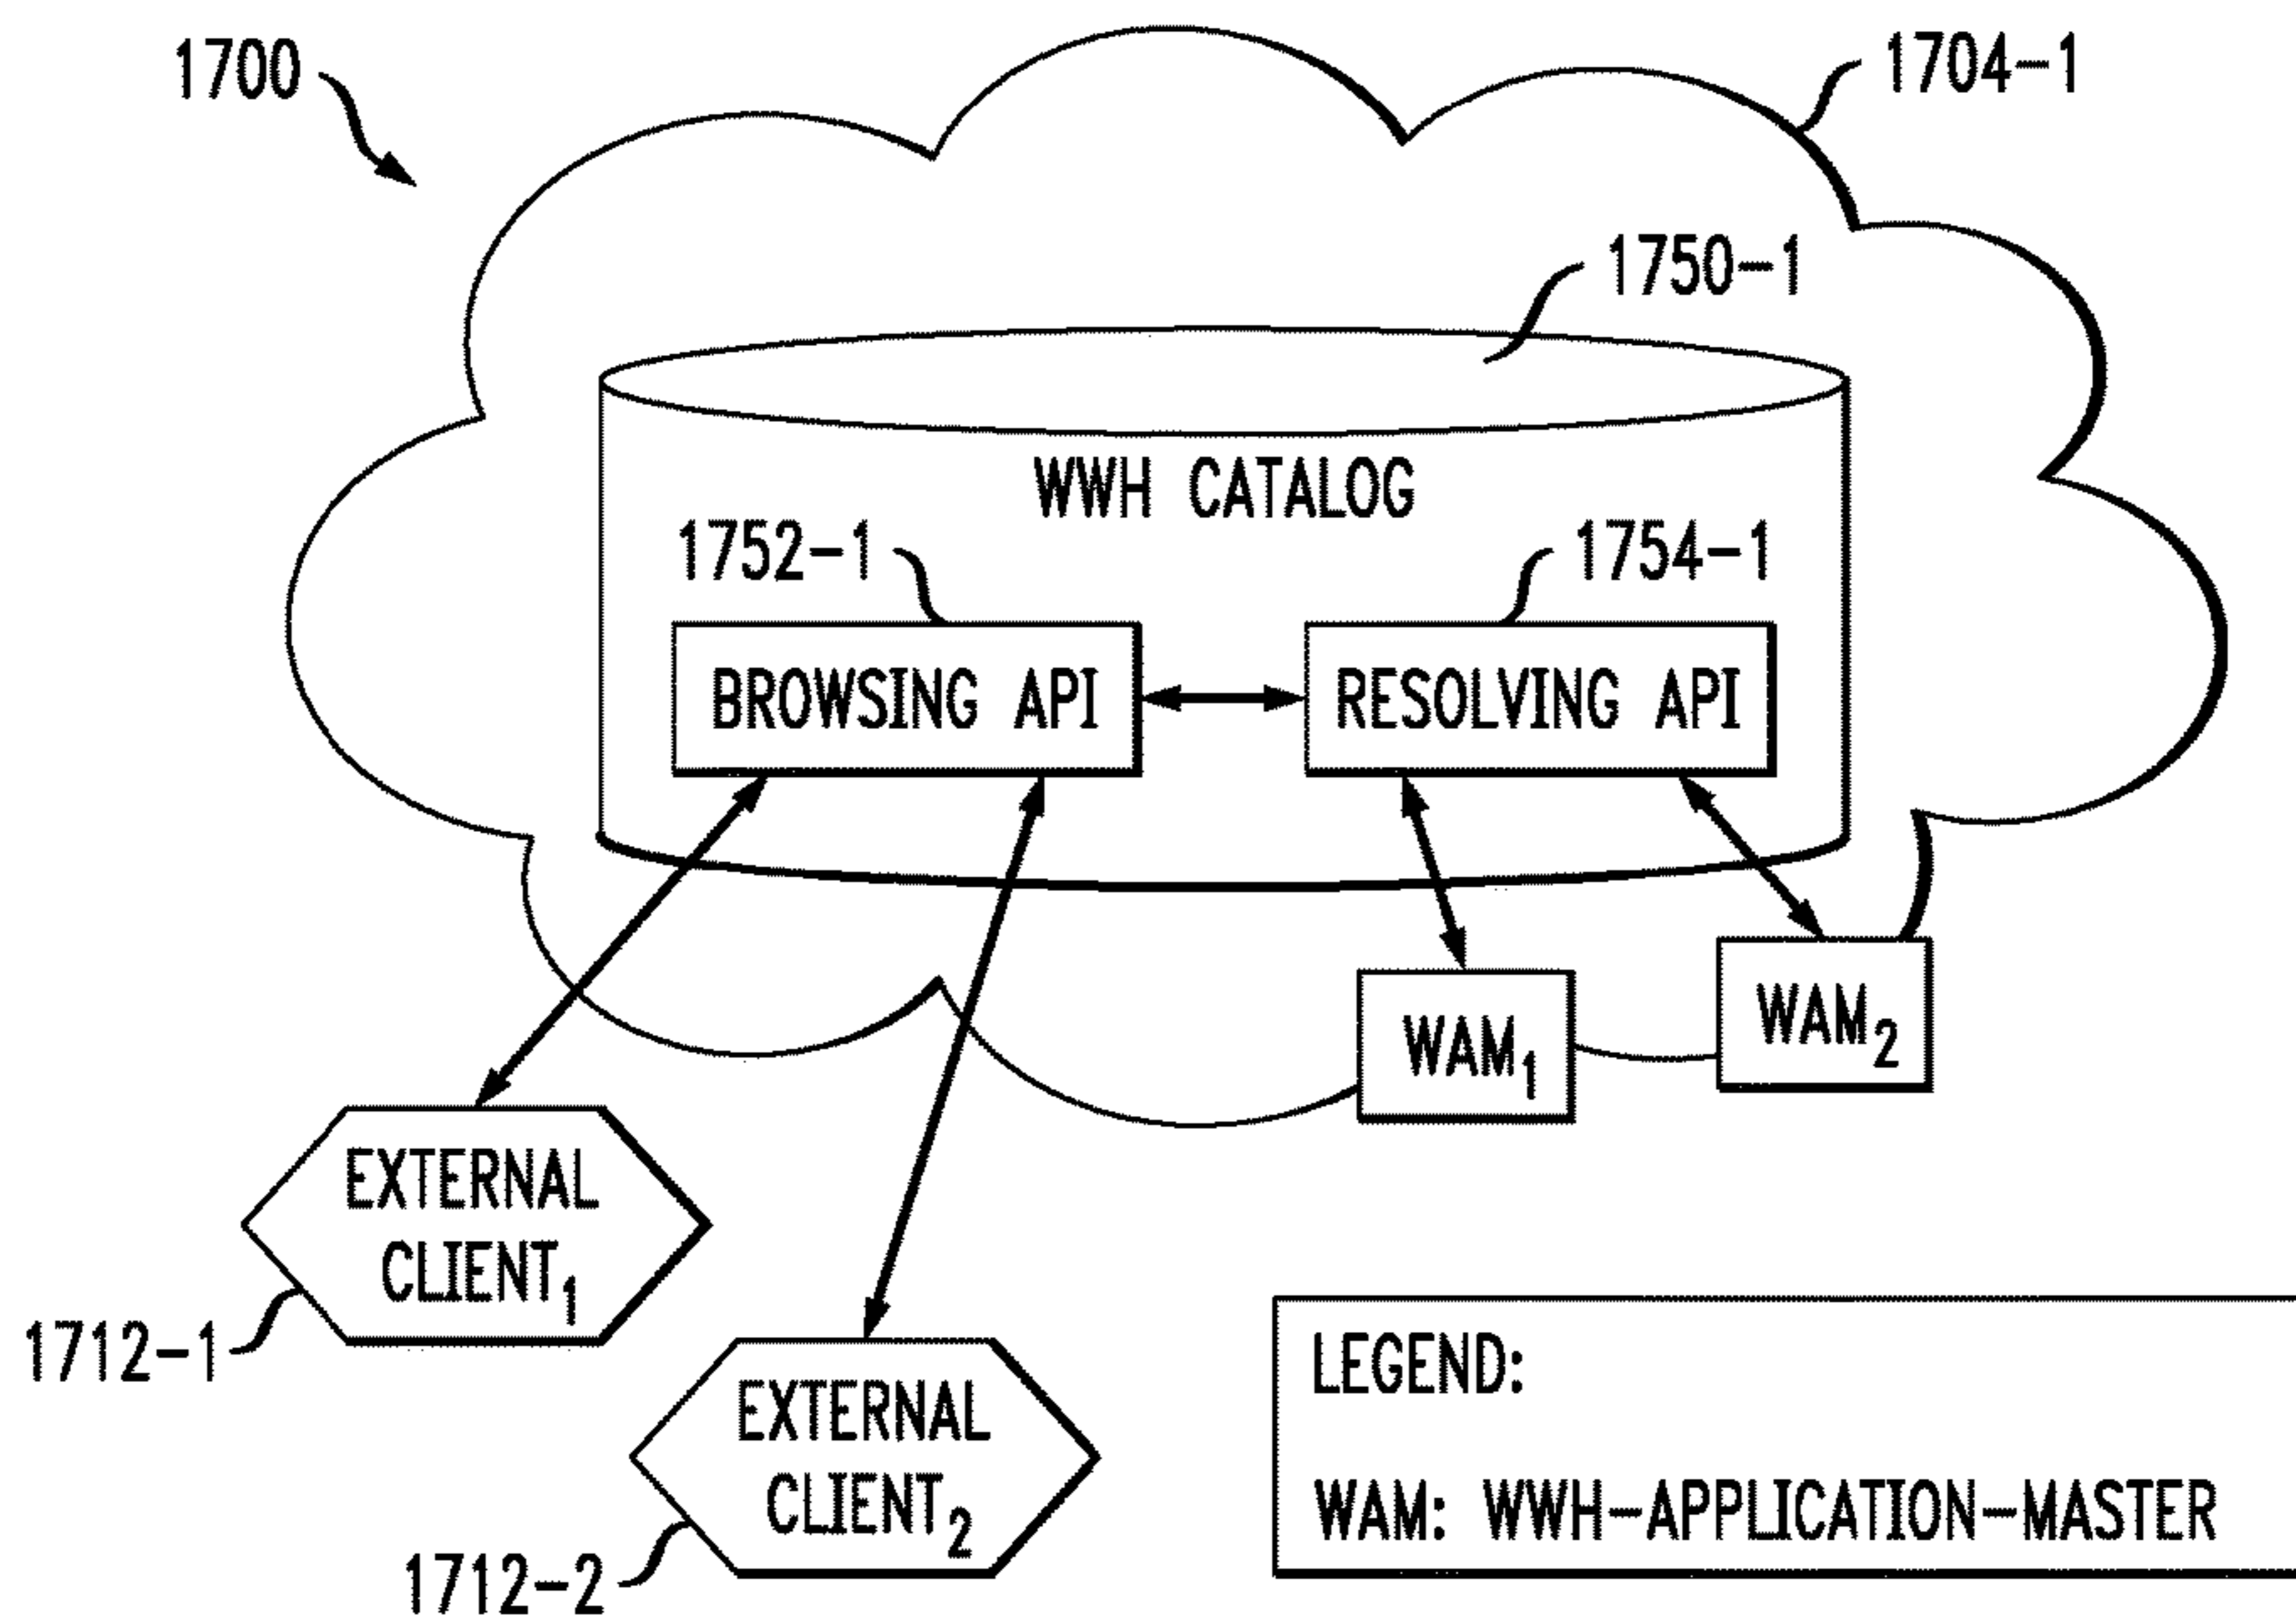 1700
1704-1
1750-1
WWH CATALOG
1752-1
1754-1
BROWSING API
RESOLVING API
WAM1
WAM2
EXTERNAL
CLIENT1
1712-1
EXTERNAL
CLIENT2
1712-2
LEGEND:
WAM: WWH-APPLICATION-MASTER